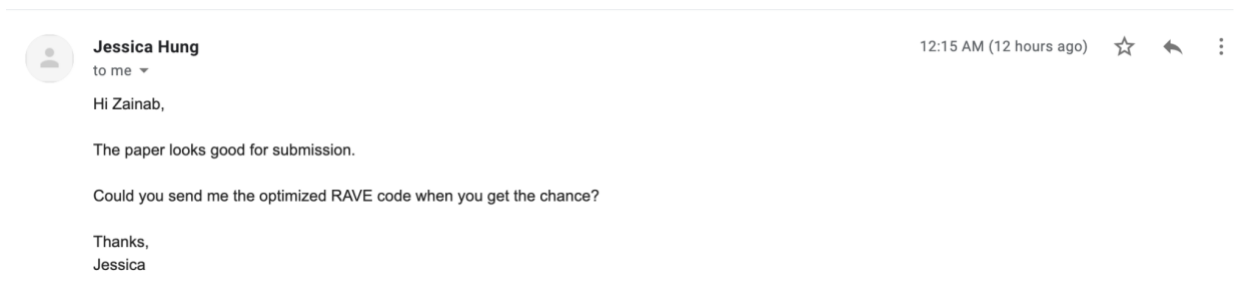 Jessica Hung
12:15 AM (12 hours ago)
to me
Hi Zainab,
The paper looks good for submission.
Could you send me the optimized RAVE code when you get the chance?
Thanks,
Jessica